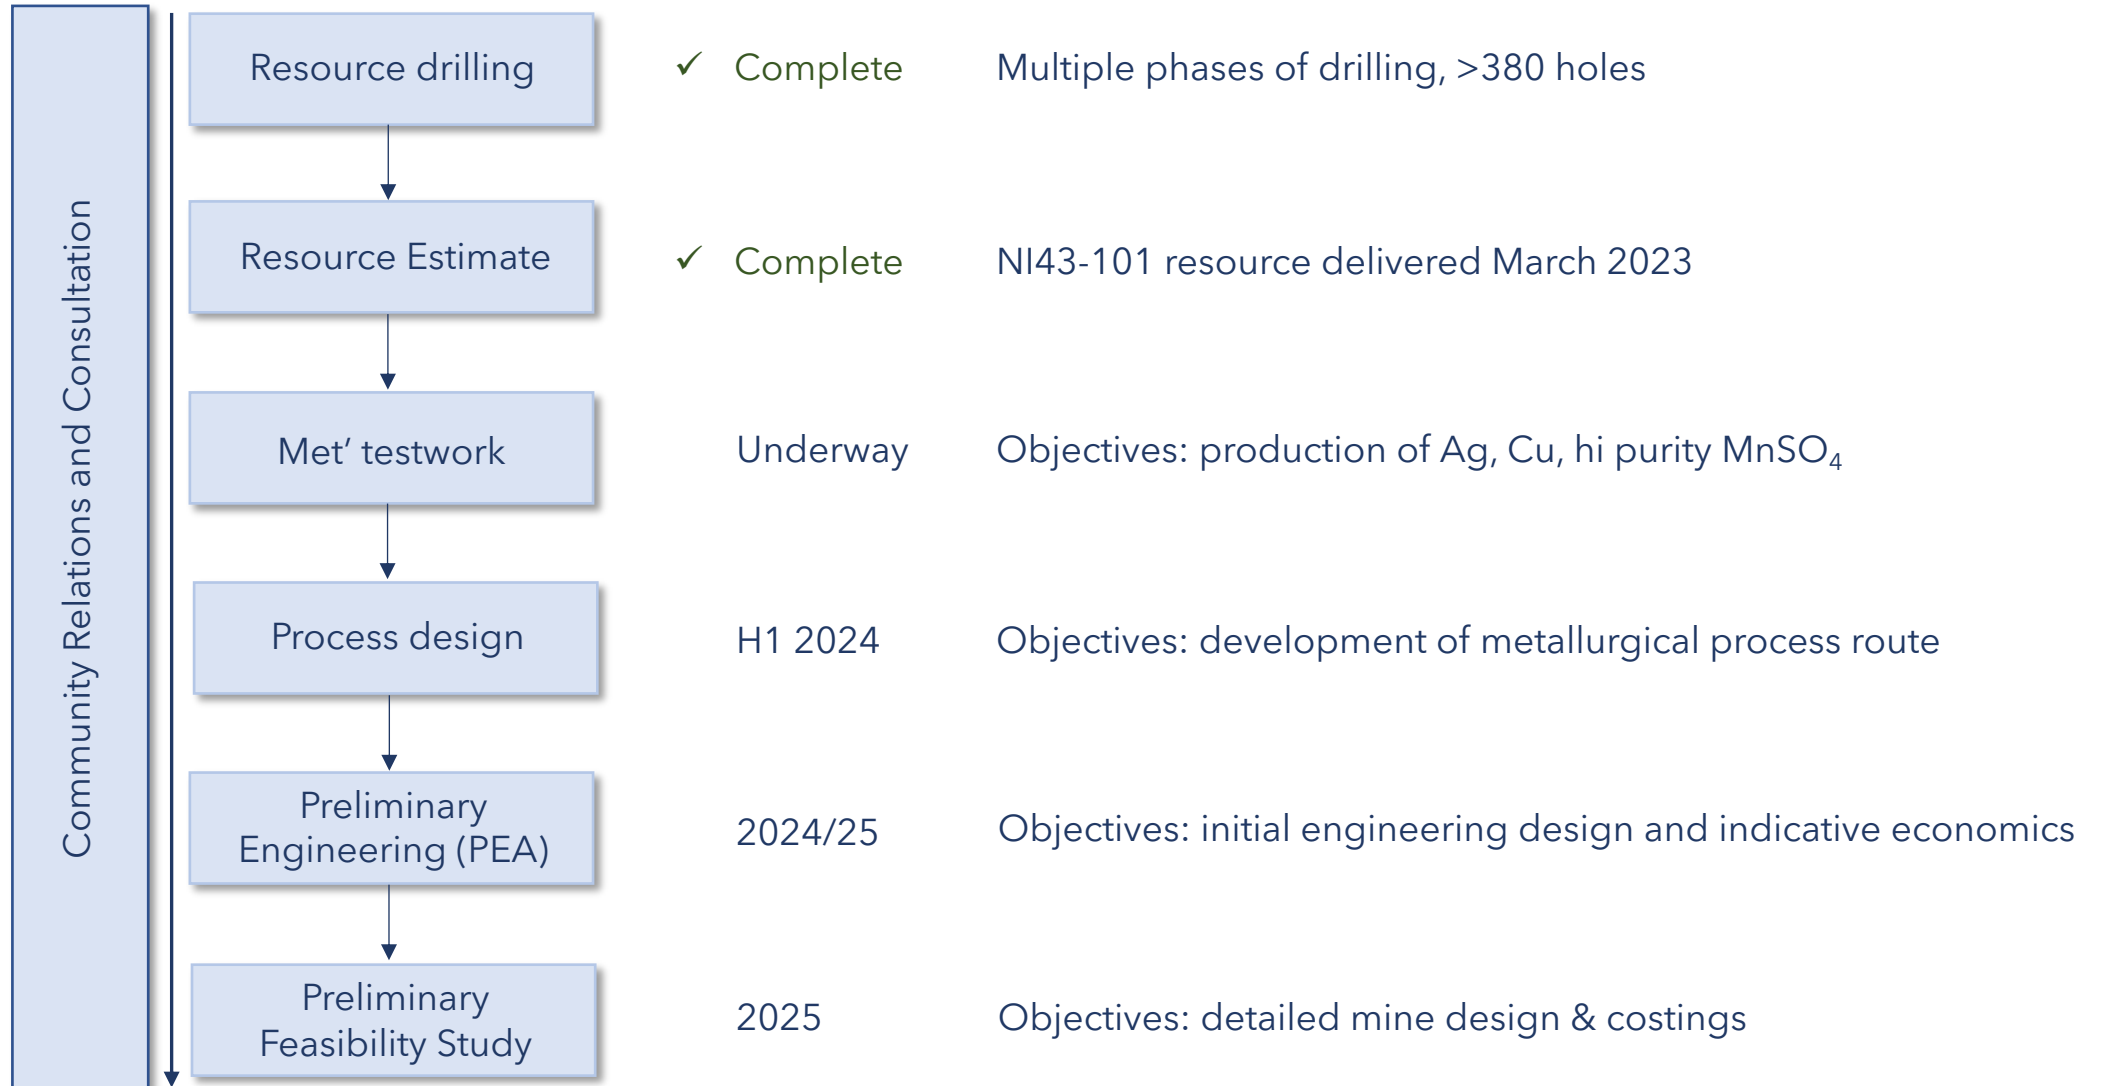 Community Relations and Consultation
Resource drilling
✓ Complete
Multiple phases of drilling, >380 holes
Resource Estimate
✓ Complete
NI43-101 resource delivered March 2023
Met’ testwork
Underway
Objectives: production of Ag, Cu, hi purity MnSO₄
Process design
H1 2024
Objectives: development of metallurgical process route
Preliminary
Engineering (PEA)
2024/25
Objectives: initial engineering design and indicative economics
Preliminary
Feasibility Study
2025
Objectives: detailed mine design & costings